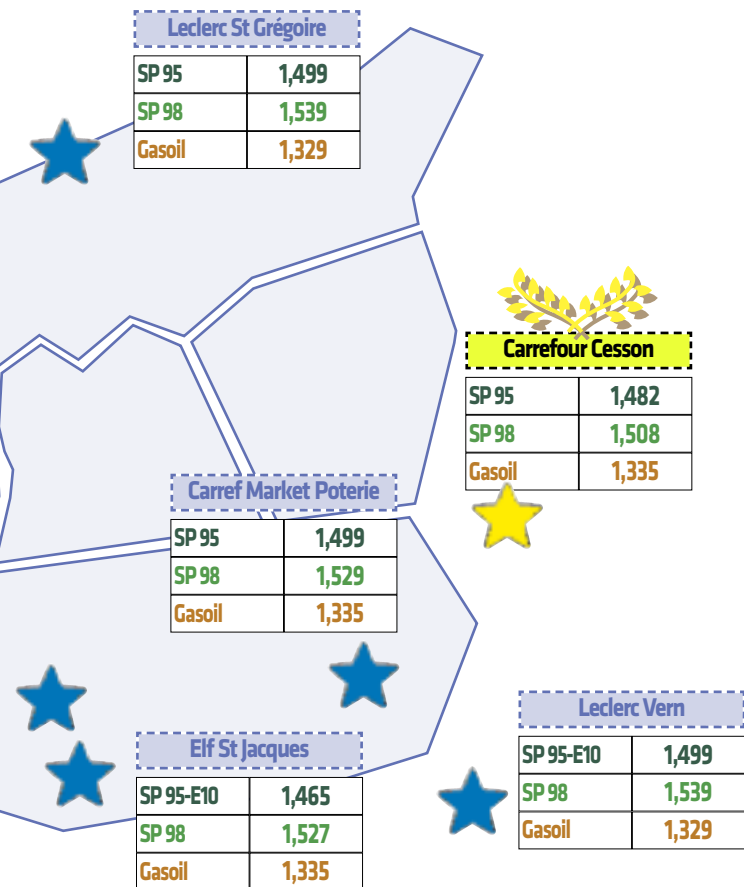 Leclerc St Grégoire
SP 95 1,499
SP 98 1,539
Gasoil 1,329
Carrefour Cesson
SP 95 1,482
SP 98 1,508
Gasoil 1,335
Carref Market Poterie
SP 95 1,499
SP 98 1,529
Gasoil 1,335
Elf St Jacques
SP 95-E10 1,465
SP 98 1,527
Gasoil 1,335
Leclerc Vern
SP 95-E10 1,499
SP 98 1,539
Gasoil 1,329